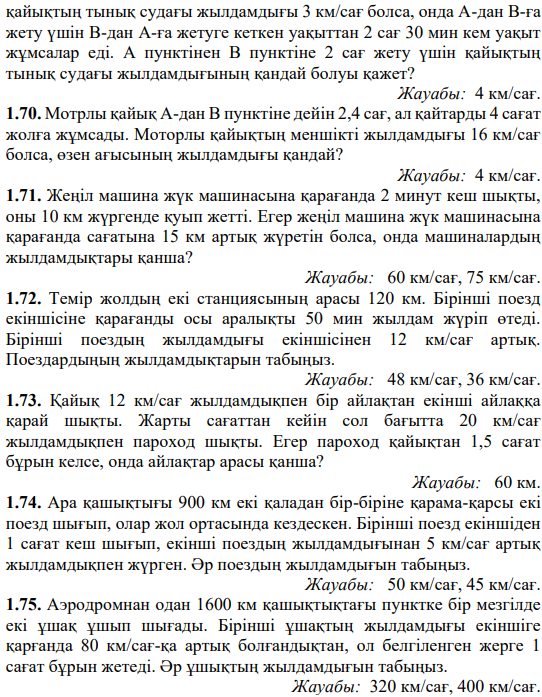 қайықтың тынық судағы жылдамдығы 3 км/сағ болса, онда А-дан В-ға
жету үшін В-дан А-ға жетуге кеткен уақыттан 2 сағ 30 мин кем уақыт
жұмсалар еді. А пунктінен В пунктіне 2 сағ жету үшін қайықтың
тынық судағы жылдамдығының қандай болуы қажет?
Жауабы: 4 км/сағ.
1.70. Мотрлы қайық А-дан В пунктіне дейін 2,4 сағ, ал қайтарды 4 сағат
жолға жұмсады. Моторлы қайықтың меншікті жылдамдығы 16 км/сағ
болса, өзен ағысының жылдамдығы қандай?
Жауабы: 4 км/сағ.
1.71. Жеңіл машина жүк машинасына қарағанда 2 минут кеш шықты,
оны 10 км жүргенде қуып жетті. Егер жеңіл машина жүк машинасына
қарағанда сағатына 15 км артық жүретін болса, онда машиналардың
жылдамдықтары қанша?
Жауабы: 60 км/сағ, 75 км/сағ.
1.72. Темір жолдың екі станциясының арасы 120 км. Бірінші поезд
екіншісіне қарағанды осы аралықты 50 мин жылдам жүріп өтеді.
Бірінші поездың жылдамдығы екіншісінен 12 км/сағ артық.
Поездардыңың жылдамдықтарын табыңыз.
Жауабы: 48 км/сағ, 36 км/сағ.
1.73. Қайық 12 км/сағ жылдамдықпен бір айлақтан екінші айлаққа
қарай шықты. Жарты сағаттан кейін сол бағытта 20 км/сағ
жылдамдықпен пароход шықты. Егер пароход қайықтан 1,5 сағат
бұрын келсе, онда айлақтар арасы қанша?
Жауабы: 60 км.
1.74. Ара қашықтығы 900 км екі қаладан бір-біріне қарама-қарсы екі
поезд шығып, олар жол ортасында кездескен. Бірінші поезд екіншіден
1 сағат кеш шығып, екінші поездың жылдамдығынан 5 км/сағ артық
жылдамдықпен жүрген. Әр поездың жылдамдығын табыңыз.
Жауабы: 50 км/сағ, 45 км/сағ.
1.75. Аэродромнан одан 1600 км қашықтықтағы пунктке бір мезгілде
екі ұшақ ұшып шығады. Бірінші ұшақтың жылдамдығы екіншіге
қарғанда 80 км/сағ-қа артық болғандықтан, ол белгіленген жерге 1
сағат бұрын жетеді. Әр ұшықтың жылдамдығын табыңыз.
Жауабы: 320 км/сағ, 400 км/сағ.